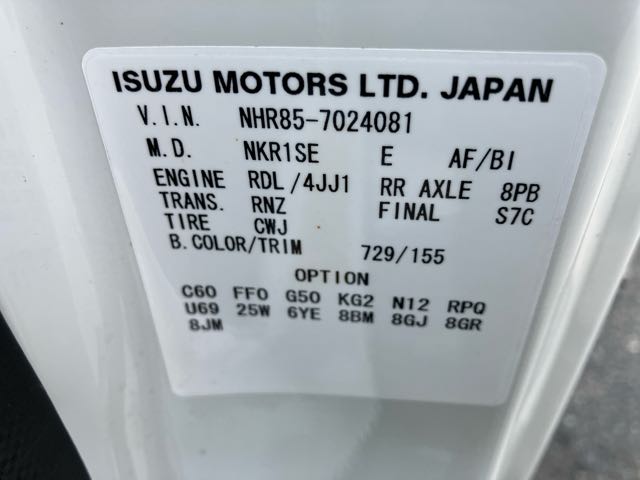 ISUZU MOTORS LTD. JAPAN
V.I.N. NHR85-7024081
M.D. NKR1SE E AF/BI
ENGINE RDL/4JJ1 RR AXLE 8PB
TRANS. RNZ FINAL S7C
TIRE CWJ
B.COLOR/TRIM 729/155
OPTION
C60 FF0 G50 KG2 N12 RPQ
U69 25W 6YE 8BM 8GJ 8GR
8JM